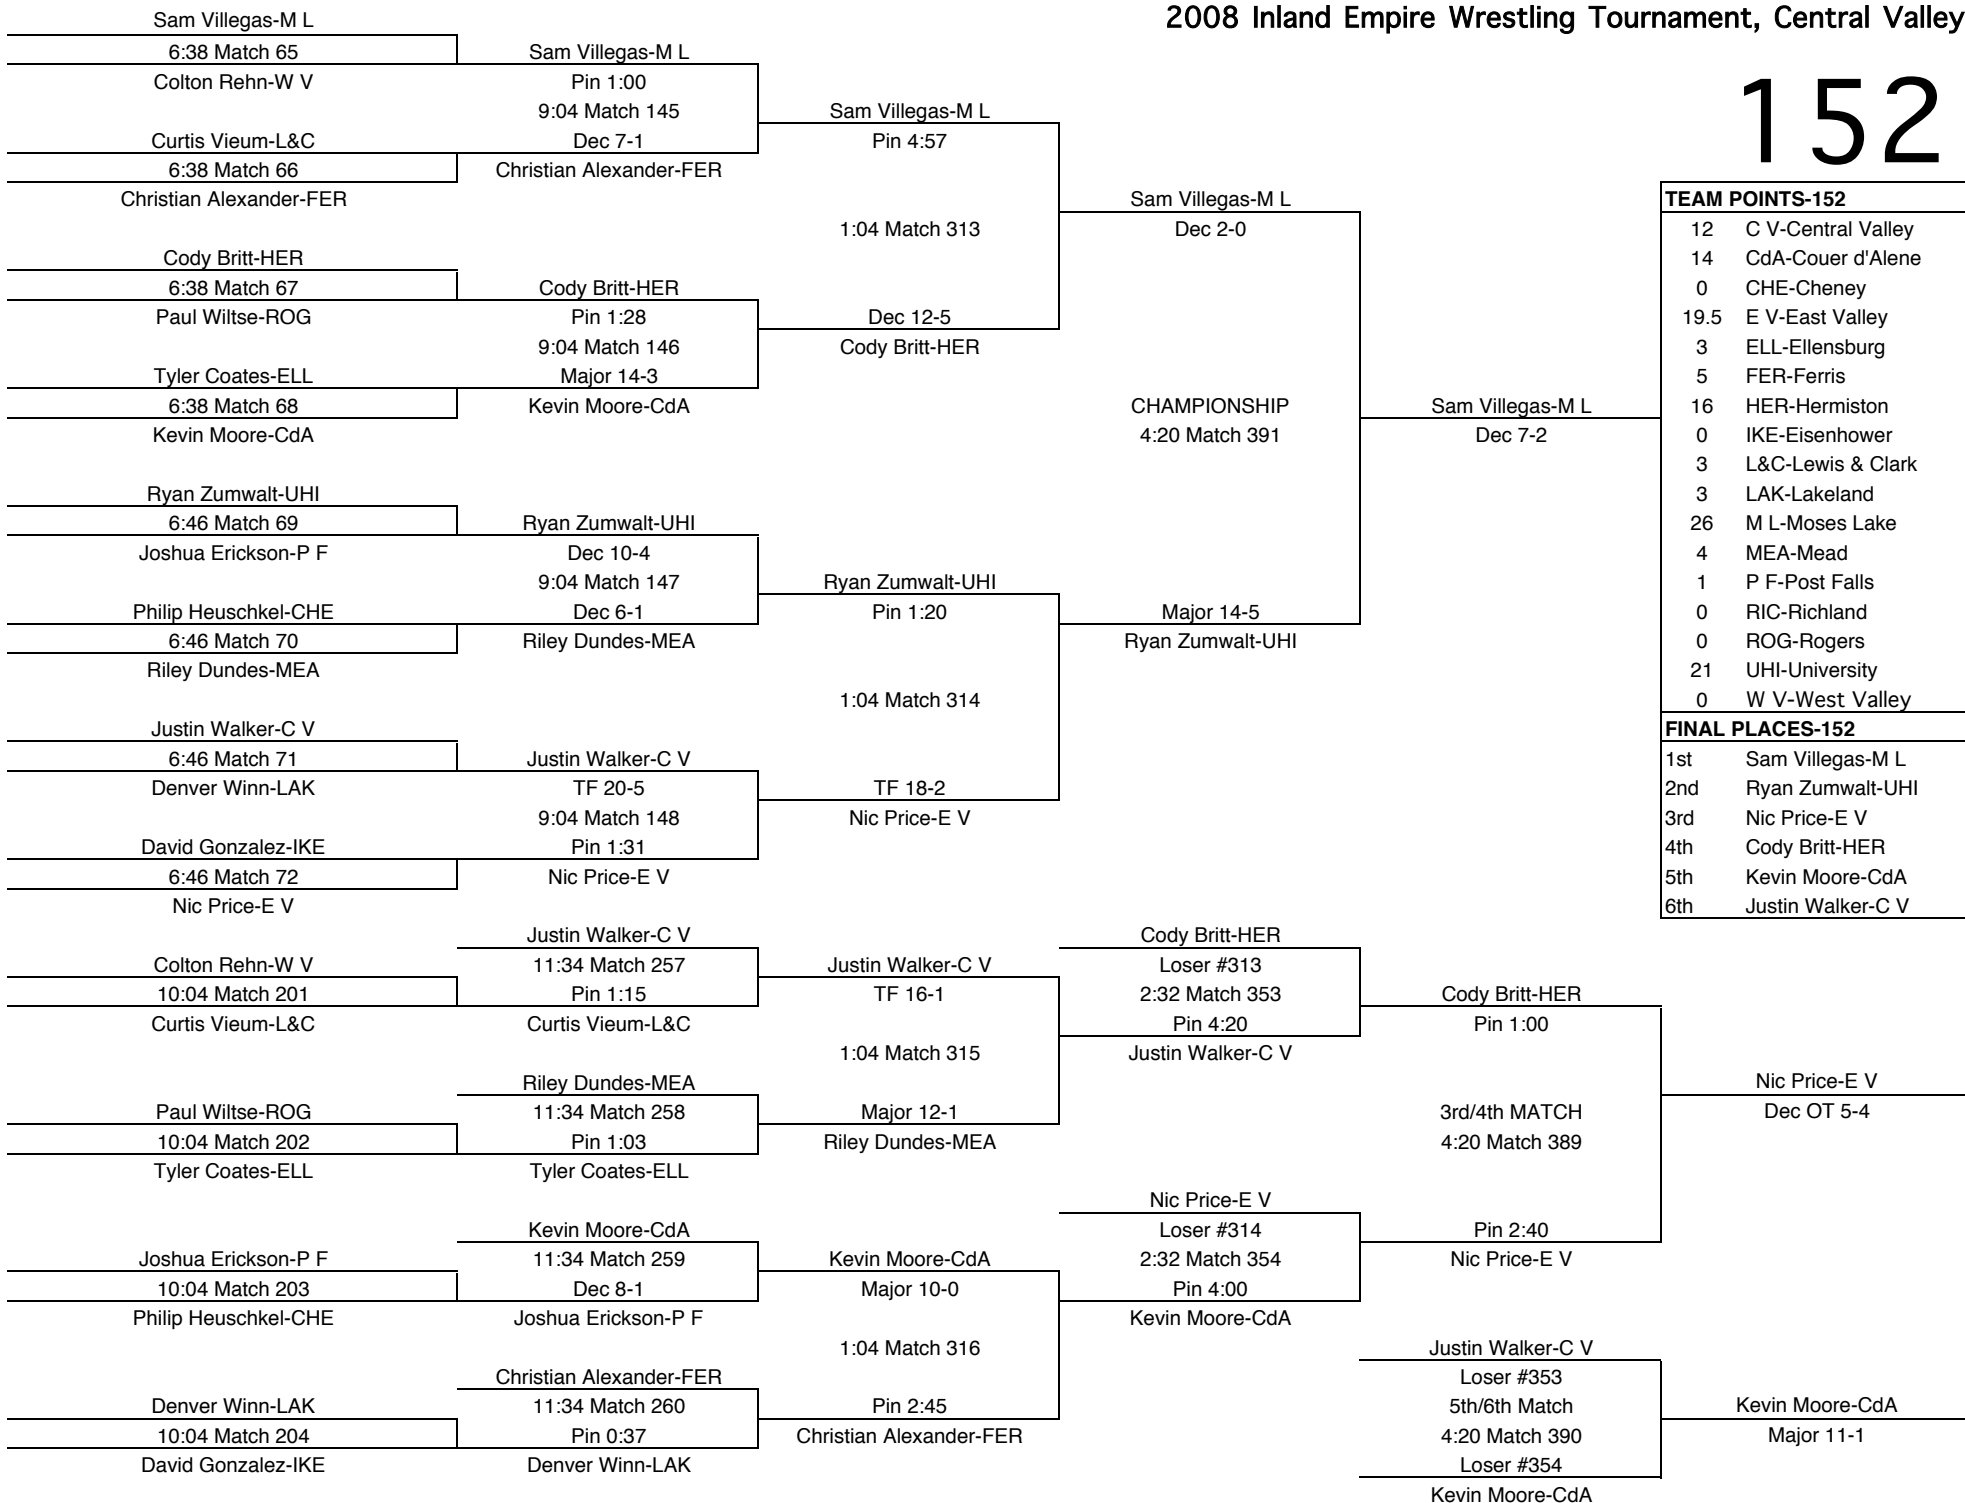 2008 Inland Empire Wrestling Tournament, Central Valley
152
Sam Villegas-M L
6:38 Match 65
Colton Rehn-W V
Curtis Vieum-L&C
6:38 Match 66
Christian Alexander-FER
Cody Britt-HER
6:38 Match 67
Paul Wiltse-ROG
Tyler Coates-ELL
6:38 Match 68
Kevin Moore-CdA
Ryan Zumwalt-UHI
6:46 Match 69
Joshua Erickson-P F
Philip Heuschkel-CHE
6:46 Match 70
Riley Dundes-MEA
Justin Walker-C V
6:46 Match 71
Denver Winn-LAK
David Gonzalez-IKE
6:46 Match 72
Nic Price-E V
Sam Villegas-M L
Pin 1:00
9:04 Match 145
Dec 7-1
Christian Alexander-FER
Cody Britt-HER
Pin 1:28
9:04 Match 146
Major 14-3
Kevin Moore-CdA
Ryan Zumwalt-UHI
Dec 10-4
9:04 Match 147
Dec 6-1
Riley Dundes-MEA
Justin Walker-C V
TF 20-5
9:04 Match 148
Pin 1:31
Nic Price-E V
Sam Villegas-M L
Pin 4:57
1:04 Match 313
Dec 12-5
Cody Britt-HER
Ryan Zumwalt-UHI
Pin 1:20
1:04 Match 314
TF 18-2
Nic Price-E V
Sam Villegas-M L
Dec 2-0
CHAMPIONSHIP
4:20 Match 391
Major 14-5
Ryan Zumwalt-UHI
Sam Villegas-M L
Dec 7-2
TEAM POINTS-152
12 C V-Central Valley
14 CdA-Couer d'Alene
0 CHE-Cheney
19.5 E V-East Valley
3 ELL-Ellensburg
5 FER-Ferris
16 HER-Hermiston
0 IKE-Eisenhower
3 L&C-Lewis & Clark
3 LAK-Lakeland
26 M L-Moses Lake
4 MEA-Mead
1 P F-Post Falls
0 RIC-Richland
0 ROG-Rogers
21 UHI-University
0 W V-West Valley
FINAL PLACES-152
1st Sam Villegas-M L
2nd Ryan Zumwalt-UHI
3rd Nic Price-E V
4th Cody Britt-HER
5th Kevin Moore-CdA
6th Justin Walker-C V
Colton Rehn-W V
10:04 Match 201
Curtis Vieum-L&C
Paul Wiltse-ROG
10:04 Match 202
Tyler Coates-ELL
Joshua Erickson-P F
10:04 Match 203
Philip Heuschkel-CHE
Denver Winn-LAK
10:04 Match 204
David Gonzalez-IKE
Justin Walker-C V
11:34 Match 257
Pin 1:15
Curtis Vieum-L&C
Riley Dundes-MEA
11:34 Match 258
Pin 1:03
Tyler Coates-ELL
Kevin Moore-CdA
11:34 Match 259
Dec 8-1
Joshua Erickson-P F
Christian Alexander-FER
11:34 Match 260
Pin 0:37
Denver Winn-LAK
Justin Walker-C V
TF 16-1
1:04 Match 315
Major 12-1
Riley Dundes-MEA
Kevin Moore-CdA
Major 10-0
1:04 Match 316
Pin 2:45
Christian Alexander-FER
Cody Britt-HER
Loser #313
2:32 Match 353
Pin 4:20
Justin Walker-C V
Nic Price-E V
Loser #314
2:32 Match 354
Pin 4:00
Kevin Moore-CdA
Cody Britt-HER
Pin 1:00
3rd/4th MATCH
4:20 Match 389
Pin 2:40
Nic Price-E V
Nic Price-E V
Dec OT 5-4
Justin Walker-C V
Loser #353
5th/6th Match
4:20 Match 390
Loser #354
Kevin Moore-CdA
Kevin Moore-CdA
Major 11-1